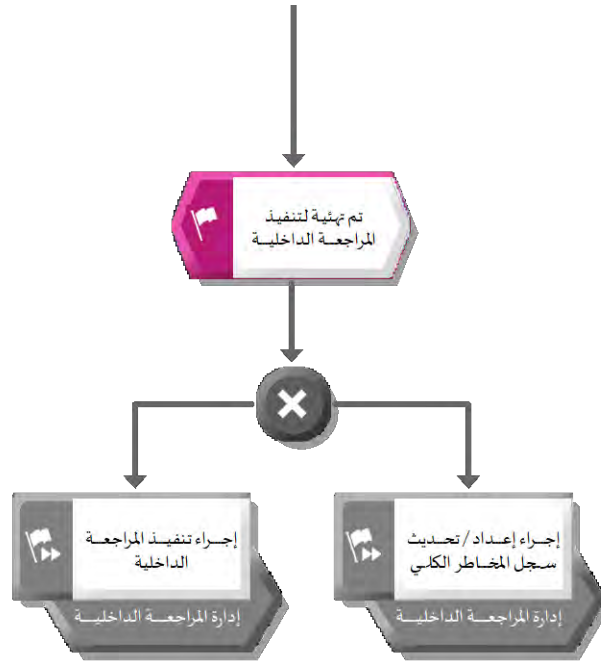 تم تهئية لتنفيذ
المراجعة الداخلية
إجراء إعداد / تحديث
سجل المخاطر الكلي
إدارة المراجعة الداخلية
إجراء تنفيذ المراجعة
الداخلية
إدارة المراجعة الداخلية